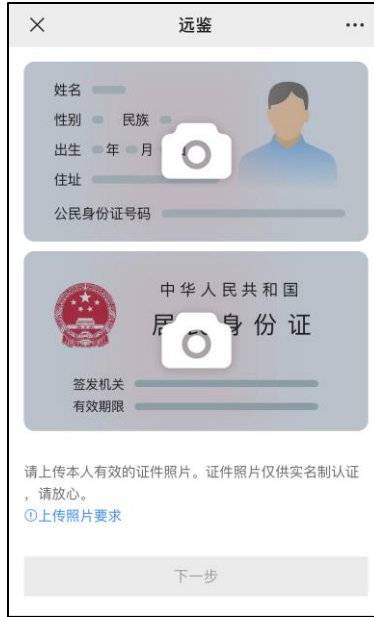 远鉴
姓名
性别 民族
出生 年 月
住址
公民身份证号码
中华人民共和国
居 身份证
签发机关
有效期限
请上传本人有效的证件照片。证件照片仅供实名制认证
，请放心。
①上传照片要求
下一步